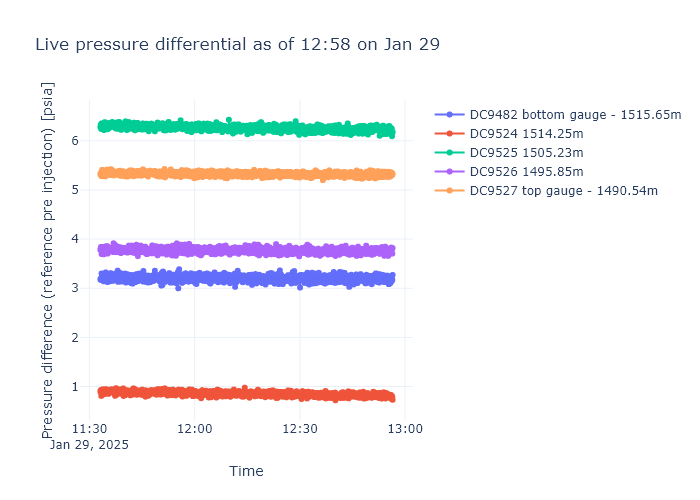 Live pressure differential as of 12:58 on Jan 29
Pressure difference (reference pre injection) [psia]
6
5
4
3
2
1
11:30
12:00
12:30
13:00
Jan 29, 2025
Time
DC9482 bottom gauge - 1515.65m
DC9524 1514.25m
DC9525 1505.23m
DC9526 1495.85m
DC9527 top gauge - 1490.54m